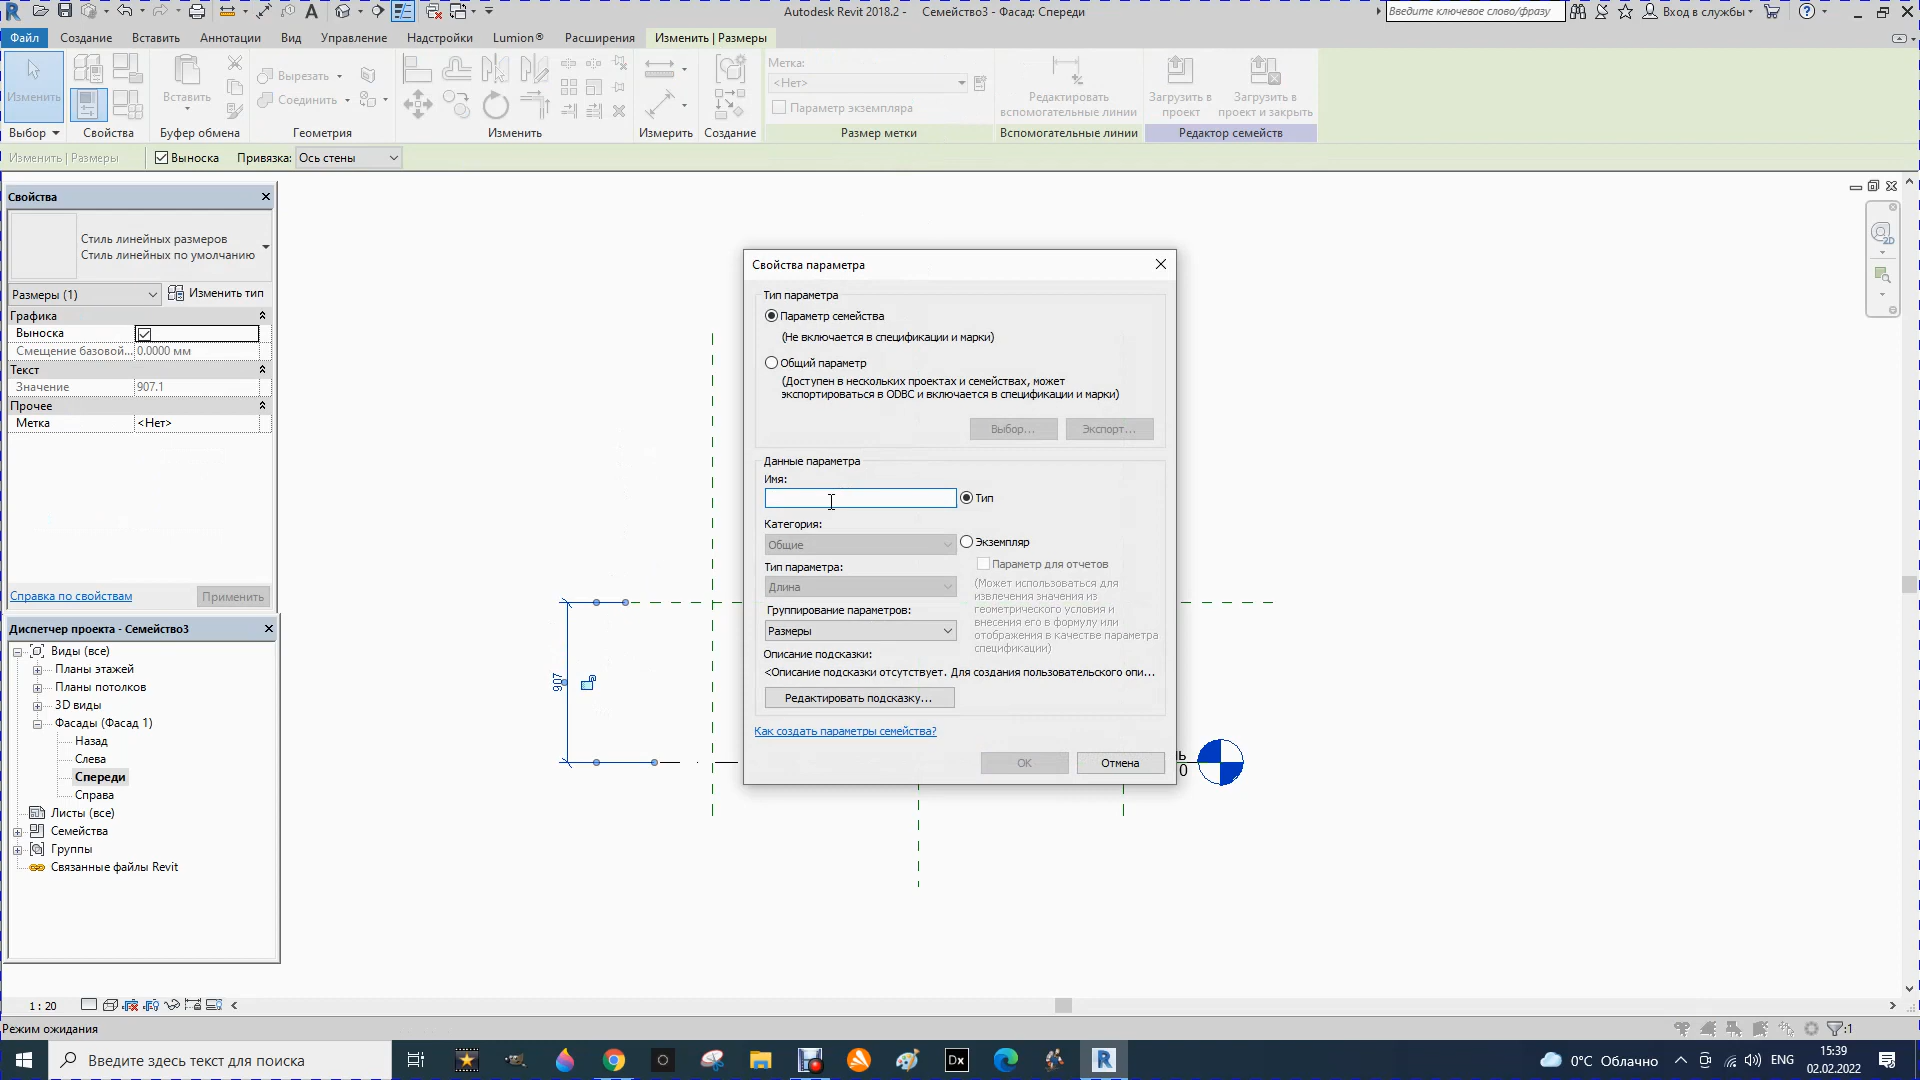 Autodesk Revit 2018.2 -    Семейство3 - Фасад: Спереди
Введите ключевое слово/фразу
Вход в службы
Файл
Создание
Вставить
Аннотации
Вид
Управление
Надстройки
Lumion®
Расширения
Изменить | Размеры
Изменить
Вставить
Вырезать
Соединить
Метка:
<Нет>
Параметр экземпляра
Редактировать
вспомогательные линии
Загрузить в
проект
Загрузить в
проект и закрыть
Выбор
Свойства
Буфер обмена
Геометрия
Изменить
Измерить
Создание
Размер метки
Вспомогательные линии
Редактор семейств
Изменить | Размеры
Выноска
Привязка:
Ось стены
Свойства
Стиль линейных размеров
Стиль линейных по умолчанию
Размеры (1)
Изменить тип
Графика
Выноска
Смещение базовой... 0.0000 мм
Текст
Значение 907.1
Прочее
Метка <Нет>
Справка по свойствам
Применить
Диспетчер проекта - Семейство3
Виды (все)
Планы этажей
Планы потолков
3D виды
Фасады (Фасад 1)
Назад
Слева
Спереди
Справа
Листы (все)
Семейства
Группы
Связанные файлы Revit
907
Свойства параметра
Тип параметра
Параметр семейства
(Не включается в спецификации и марки)
Общий параметр
(Доступен в нескольких проектах и семействах, может
экспортироваться в ODBC и включается в спецификации и марки)
Выбор...
Экспорт...
Данные параметра
Имя:
Тип
Категория:
Общие
Экземпляр
Параметр для отчетов
Тип параметра:
Длина
(Может использоваться для
извлечения значения из
геометрического условия и
внесения его в формулу или
отображения в качестве параметра
спецификации)
Группирование параметров:
Размеры
Описание подсказки:
<Описание подсказки отсутствует. Для создания пользовательского опи...
Редактировать подсказку...
Как создать параметры семейства?
OK
Отмена
нь
0
2D
1 : 20
Режим ожидания
:1
Введите здесь текст для поиска
Dx
R
0°C Облачно
ENG
15:39
02.02.2022